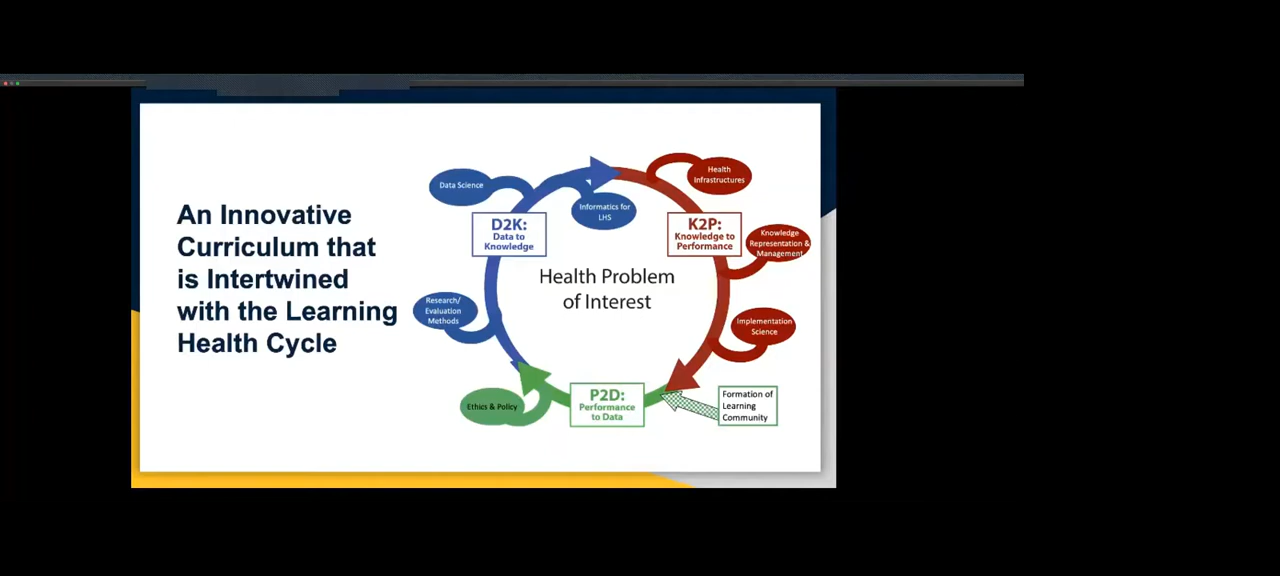 An Innovative
Curriculum that
is Intertwined
with the Learning
Health Cycle
Data Science
Informatics for
LHS
Health
Infrastructures
D2K:
Data to
Knowledge
K2P:
Knowledge to
Performance
Knowledge
Representation &
Management
Health Problem
of Interest
Research/
Evaluation
Methods
Implementation
Science
Ethics & Policy
P2D:
Performance
to Data
Formation of
Learning
Community